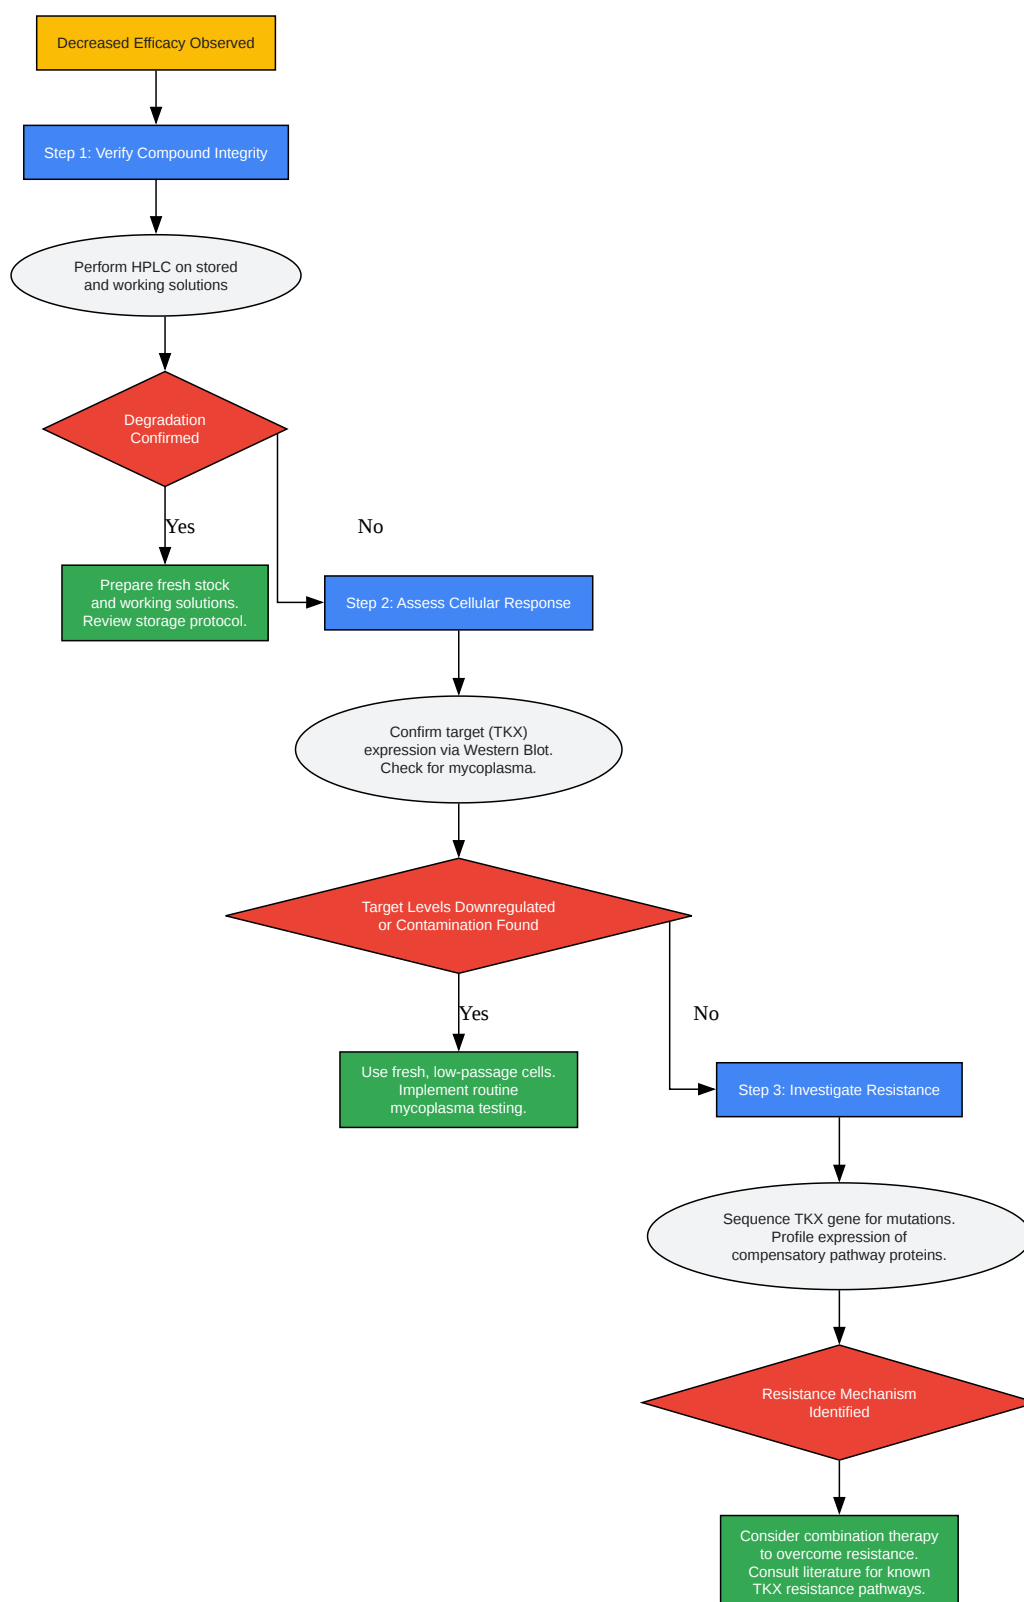 Decreased Efficacy Observed
Step 1: Verify Compound Integrity
Perform HPLC on stored
and working solutions
Degradation
Confirmed
Yes
No
Prepare fresh stock
and working solutions.
Review storage protocol.
Step 2: Assess Cellular Response
Confirm target (TKX)
expression via Western Blot.
Check for mycoplasma.
Target Levels Downregulated
or Contamination Found
Yes
No
Use fresh, low-passage cells.
Implement routine
mycoplasma testing.
Step 3: Investigate Resistance
Sequence TKX gene for mutations.
Profile expression of
compensatory pathway proteins.
Resistance Mechanism
Identified
Consider combination therapy
to overcome resistance.
Consult literature for known
TKX resistance pathways.